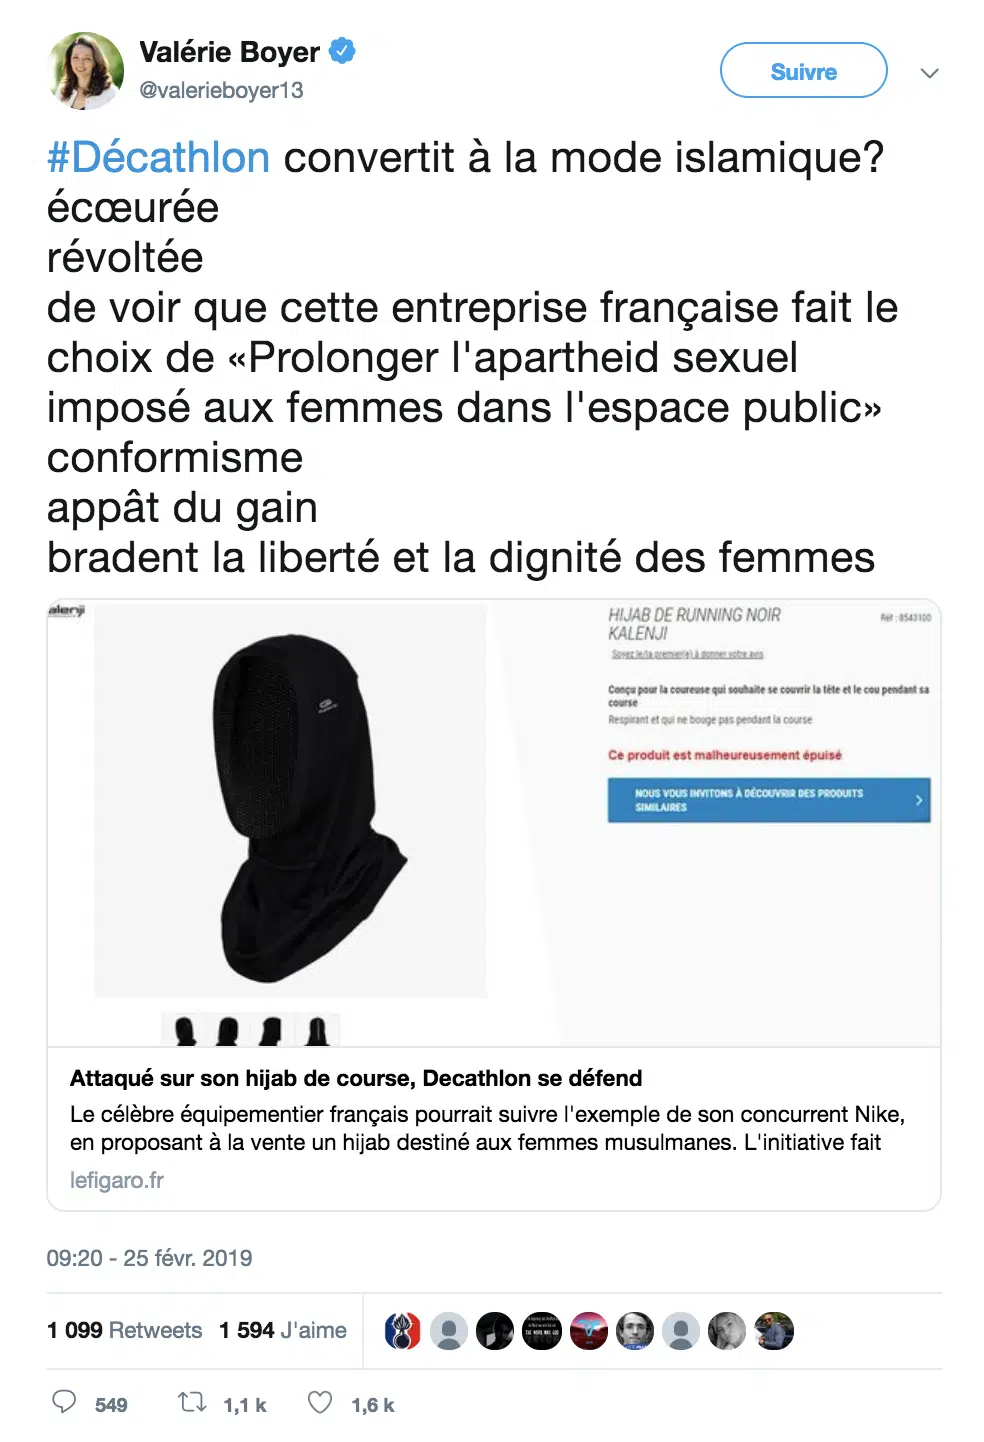 Valérie Boyer
@valerieboyer13
Suivre
#Décathlon convertit à la mode islamique?
écœurée
révoltée
de voir que cette entreprise française fait le
choix de «Prolonger l'apartheid sexuel
imposé aux femmes dans l'espace public»
conformisme
appât du gain
bradent la liberté et la dignité des femmes
HIJAB DE RUNNING NOIR
KALENJI
Réf : 8543100
Soyez le/la premier(e) à donner votre avis
Conçu pour la coureuse qui souhaite se couvrir la tête et le cou pendant sa
course
Respirant et qui ne bouge pas pendant la course
Ce produit est malheureusement épuisé
NOUS VOUS INVITONS À DÉCOUVRIR DES PRODUITS
SIMILAIRES
Attaqué sur son hijab de course, Decathlon se défend
Le célèbre équipementier français pourrait suivre l'exemple de son concurrent Nike,
en proposant à la vente un hijab destiné aux femmes musulmanes. L'initiative fait
lefigaro.fr
09:20 - 25 févr. 2019
1 099 Retweets 1 594 J'aime
549 1,1 k 1,6 k